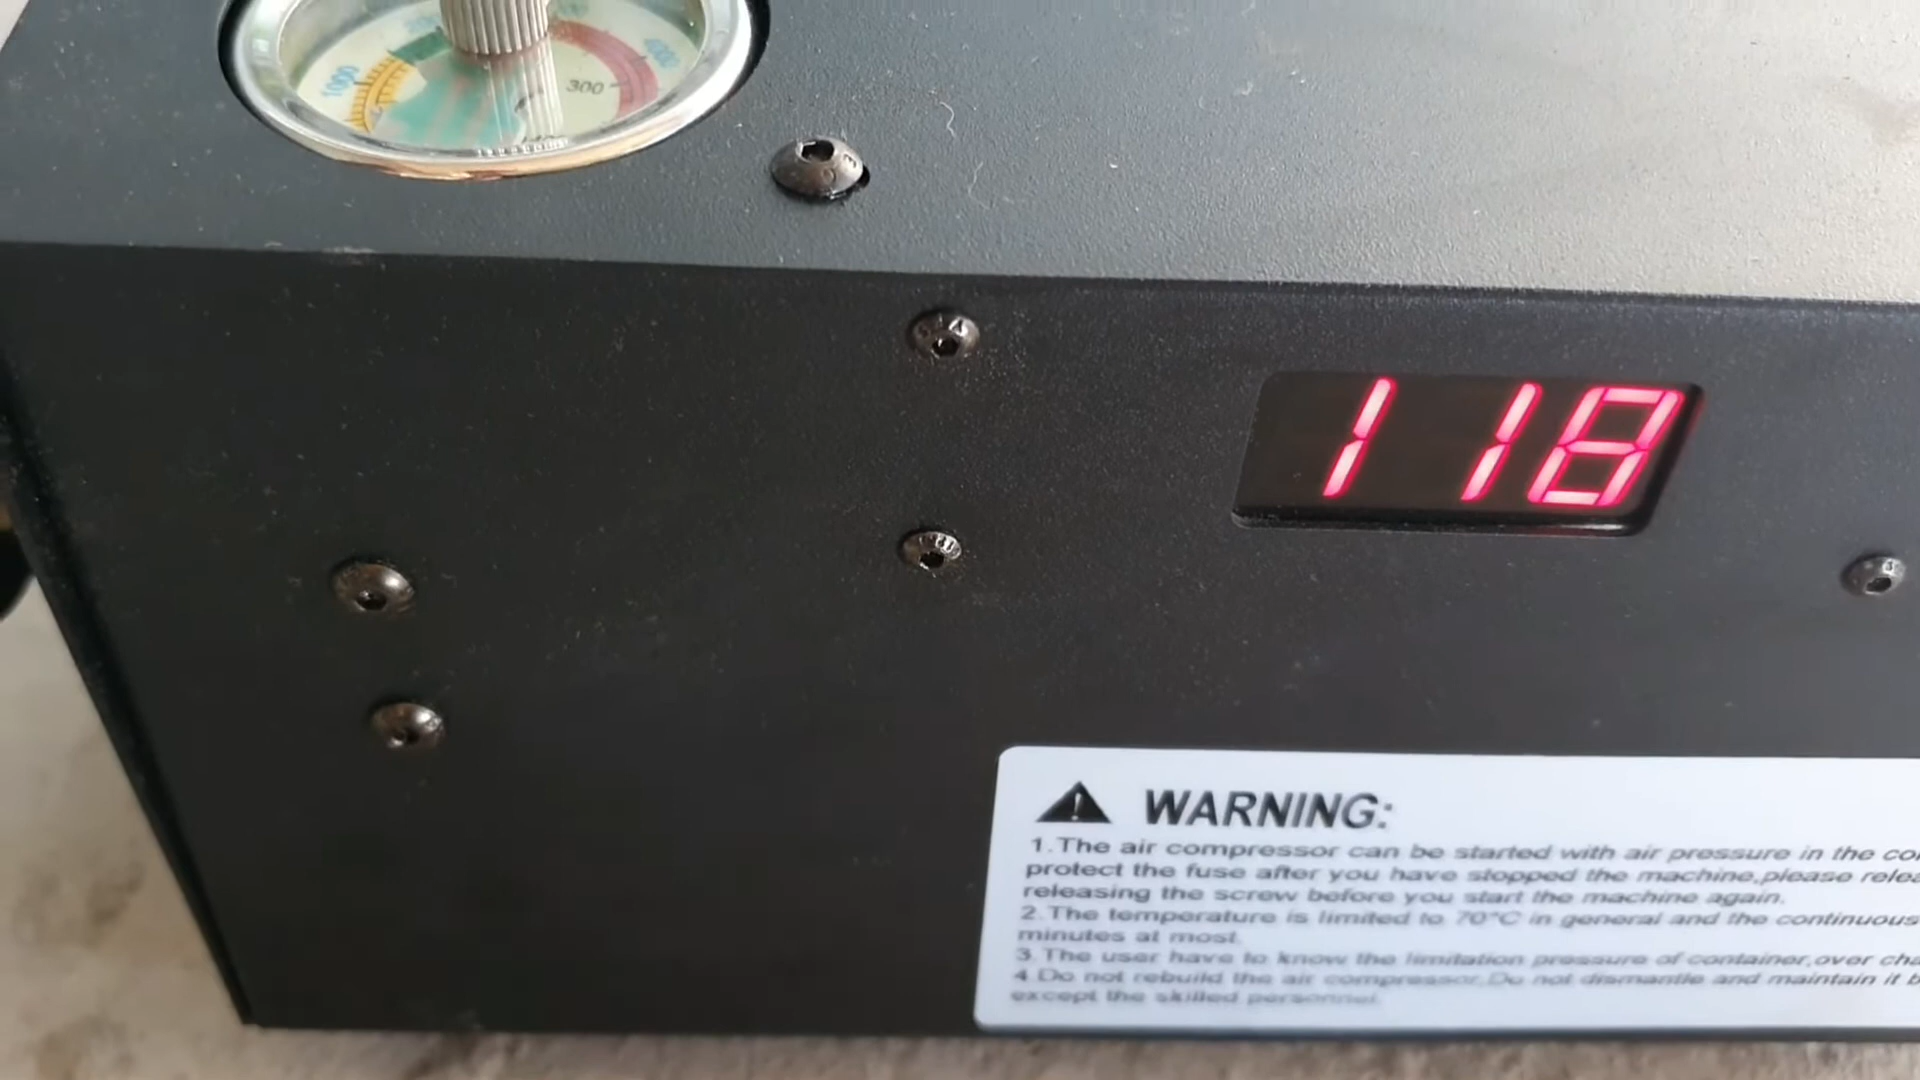 1000
4000
300
118
WARNING:
1.The air compressor can be started with air pressure in the
protect the fuse after you have stopped the machine,please
releasing the screw before you start the machine again.
2.The temperature is limited to 70°C in general and the continuous
minutes at most.
3.The user have to know the limitation pressure of container,over
4.Do not rebuild the air compressor,Do not dismantle and maintain it
except the skilled personnel.